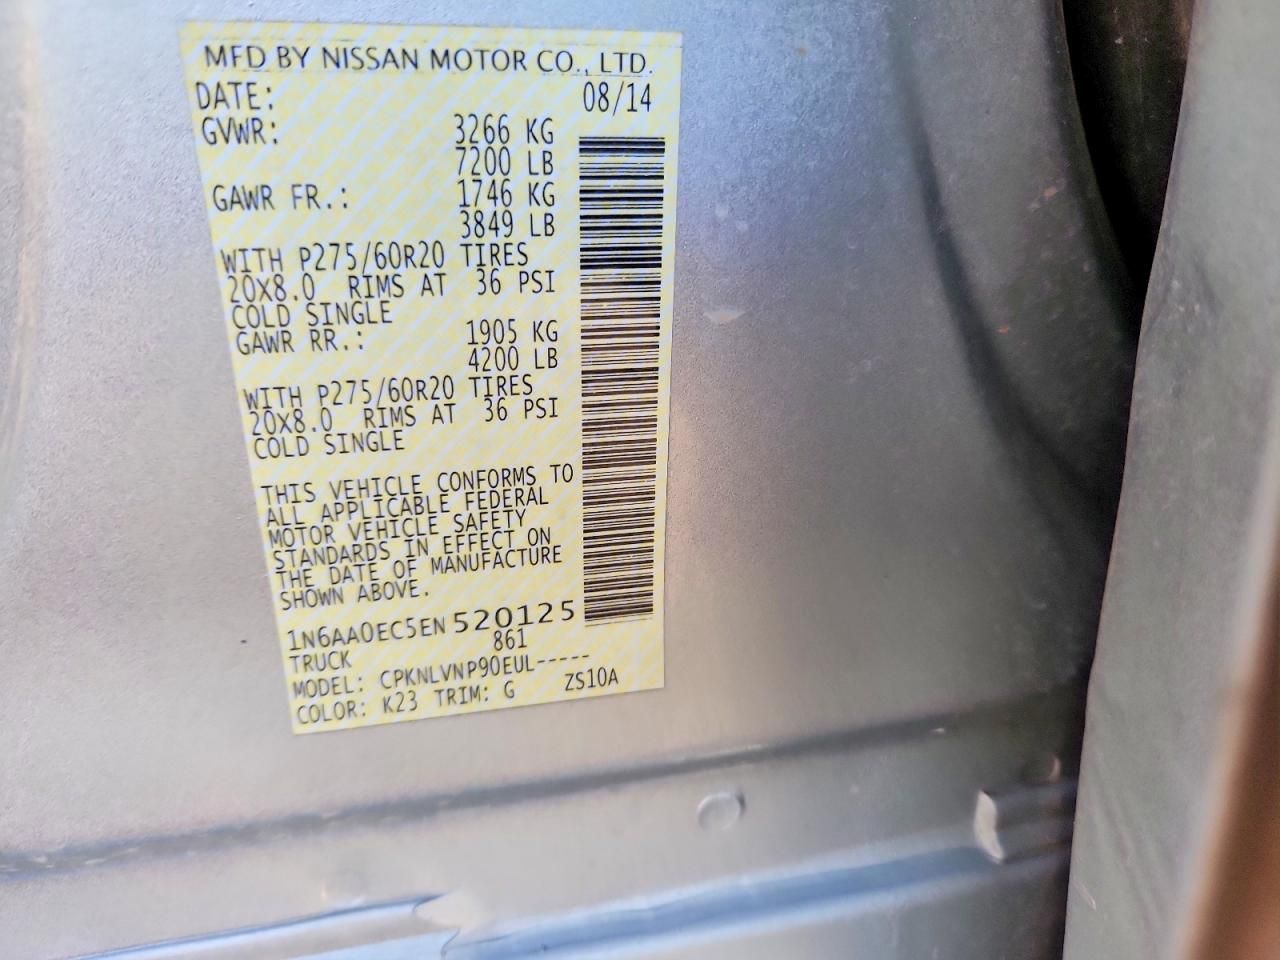 MFD BY NISSAN MOTOR CO., LTD.
DATE: 08/14
GVWR: 3266 KG
7200 LB
GAWR FR.: 1746 KG
3849 LB
WITH P275/60R20 TIRES
20X8.0 RIMS AT 36 PSI
COLD SINGLE
GAWR RR.: 1905 KG
4200 LB
WITH P275/60R20 TIRES
20X8.0 RIMS AT 36 PSI
COLD SINGLE
THIS VEHICLE CONFORMS TO
ALL APPLICABLE FEDERAL
MOTOR VEHICLE SAFETY
STANDARDS IN EFFECT ON
THE DATE OF MANUFACTURE
SHOWN ABOVE.
1N6AA0EC5EN520125
TRUCK 861
MODEL: CPKNLVNP90EUL-----
COLOR: K23 TRIM: G ZS10A